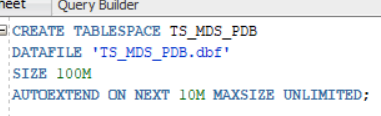 heet Query Builder
CREATE TABLESPACE TS_MDS_PDB
DATAFILE 'TS_MDS_PDB.dbf'
SIZE 100M
AUTOEXTEND ON NEXT 10M MAXSIZE UNLIMITED;